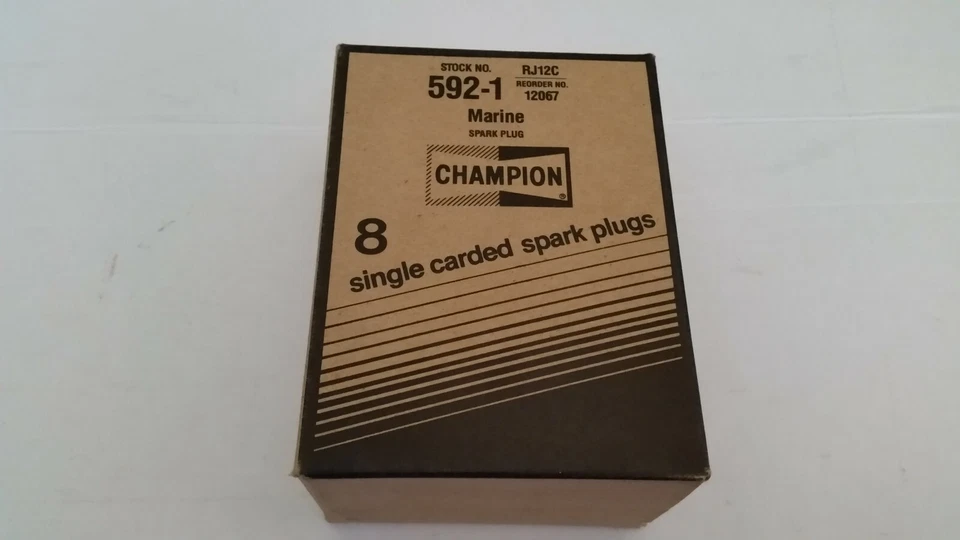 STOCK NO.
592-1
RJ12C
REORDER NO.
12067
Marine
SPARK PLUG
CHAMPION
®
8
single carded spark plugs